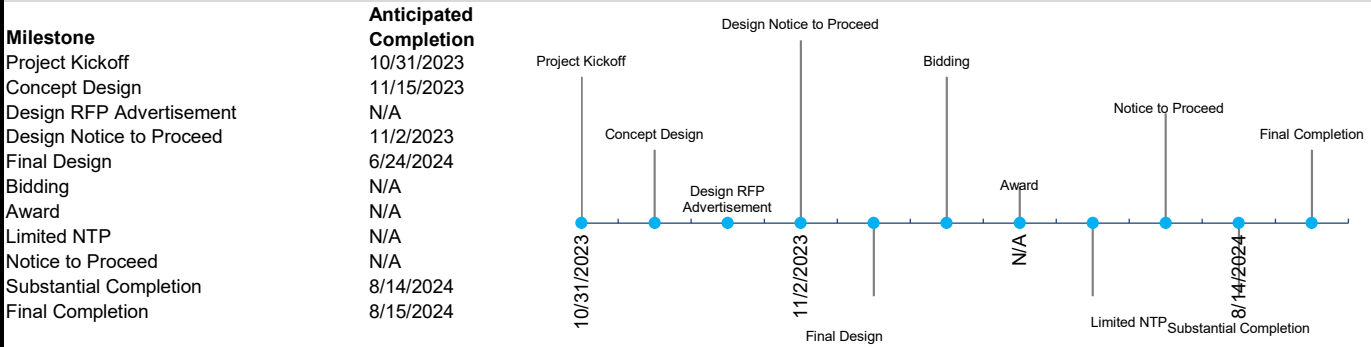 Milestone Anticipated Completion
Project Kickoff 10/31/2023
Concept Design 11/15/2023
Design RFP Advertisement N/A
Design Notice to Proceed 11/2/2023
Final Design 6/24/2024
Bidding N/A
Award N/A
Limited NTP N/A
Notice to Proceed N/A
Substantial Completion 8/14/2024
Final Completion 8/15/2024
Design Notice to Proceed
Project Kickoff
Bidding
Notice to Proceed
Concept Design
Final Completion
Design RFP
Advertisement
Award
10/31/2023
11/2/2023
N/A
8/14/2024
Final Design
Limited NTP
Substantial Completion